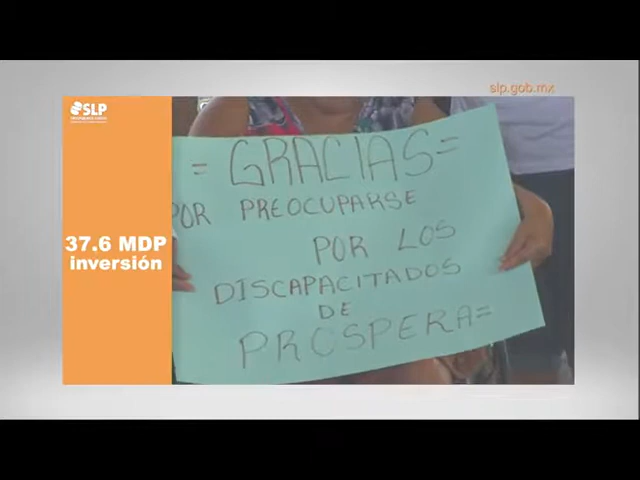 slp.gob.mx
SLP
37.6 MDP
inversión
=GRACIAS=
POR PREOCUPARSE
POR LOS
DISCAPACITADOS
DE
PROSPERA=